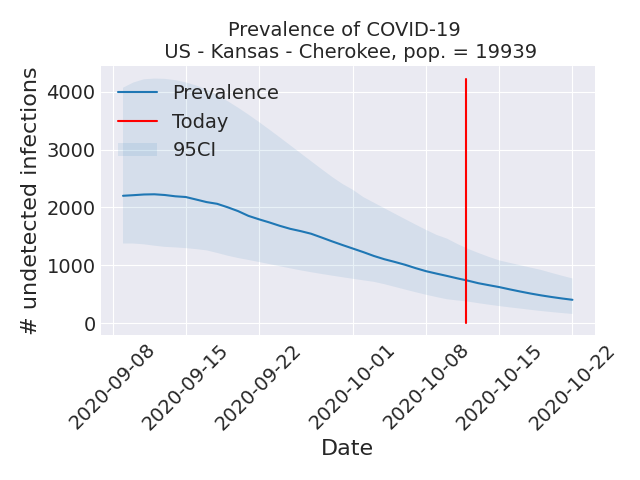 Prevalence of COVID-19
US - Kansas - Cherokee, pop. = 19939
# undetected infections
4000
3000
2000
1000
0
Prevalence
Today
95CI
2020-09-08
2020-09-15
2020-09-22
2020-10-01
2020-10-08
2020-10-15
2020-10-22
Date